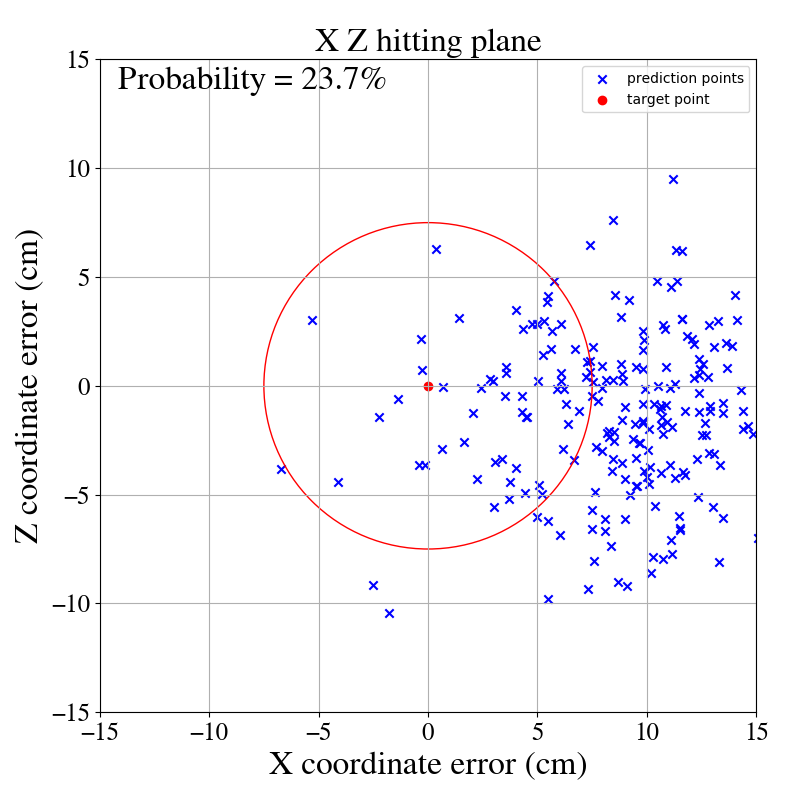 X Z hitting plane
Probability = 23.7%
prediction points
target point
15
10
5
0
−5
−10
−15
Z coordinate error (cm)
−15
−10
−5
0
5
10
15
X coordinate error (cm)